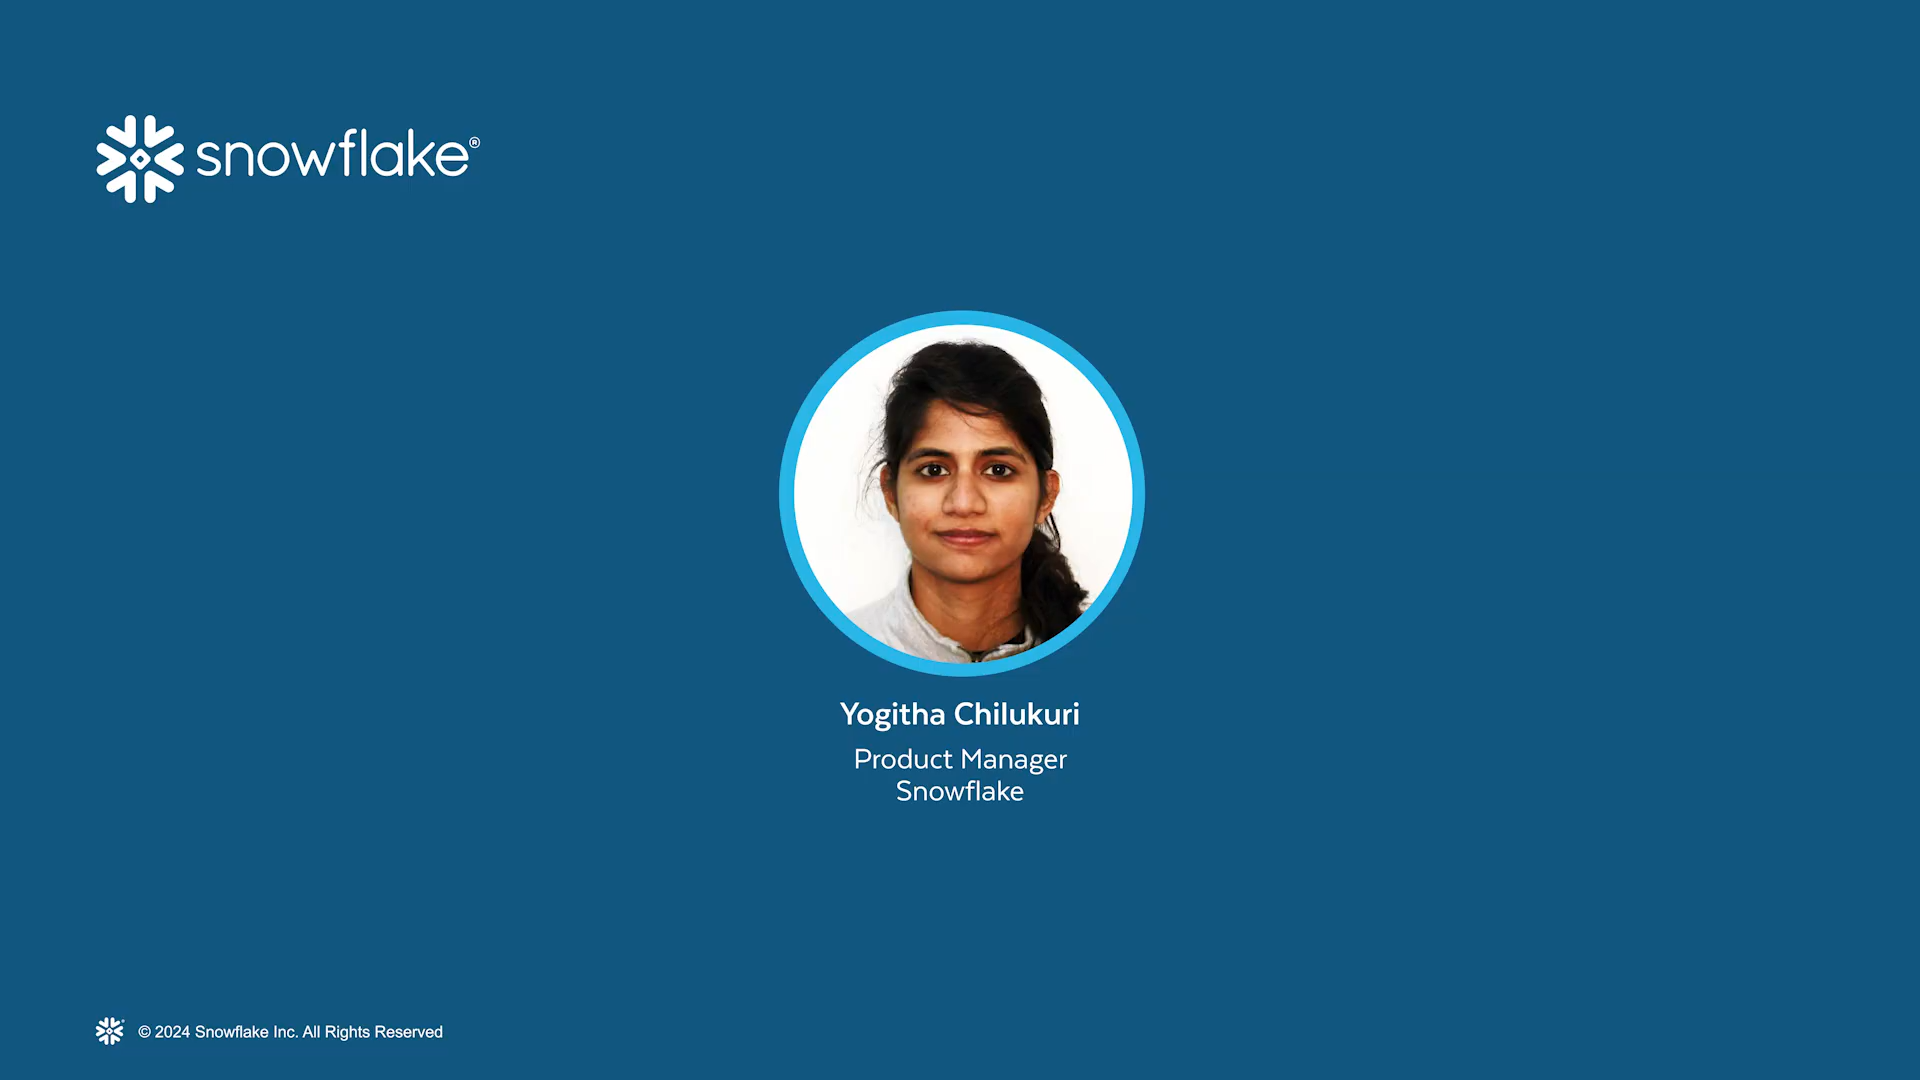 snowflake®
Yogitha Chilukuri
Product Manager
Snowflake
© 2024 Snowflake Inc. All Rights Reserved